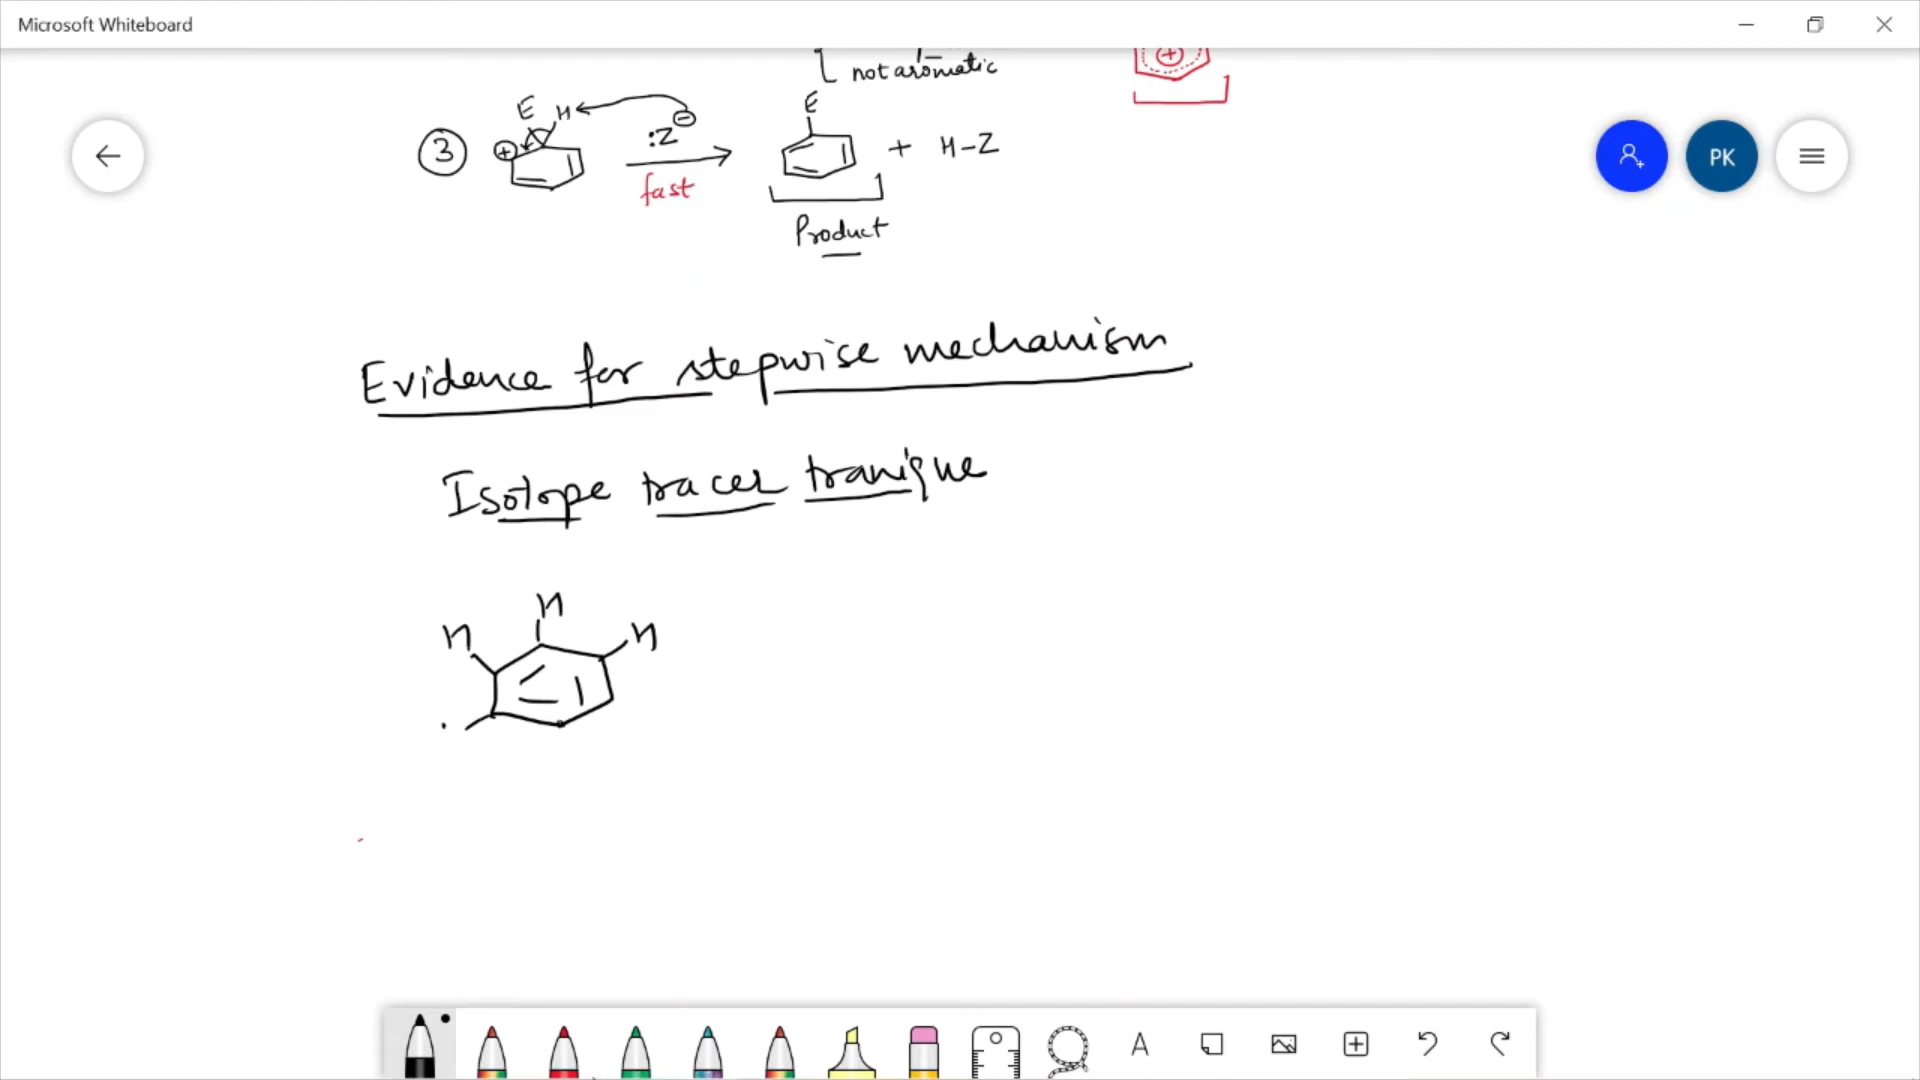 Microsoft Whiteboard
not aromatic
+
E H
:Z −
E
3
+
+ H-Z
fast
Product
Evidence for stepwise mechanism
Isotope tracer tranique
H
H H
PK
A